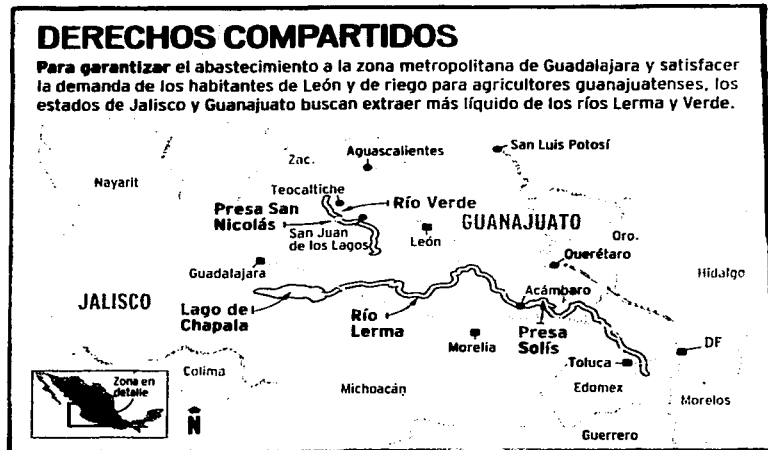 DERECHOS COMPARTIDOS
Para garantizar el abastecimiento a la zona metropolitana de Guadalajara y satisfacer
la demanda de los habitantes de León y de riego para agricultores guanajuatenses, los
estados de Jalisco y Guanajuato buscan extraer más líquido de los ríos Lerma y Verde.
San Luis Potosí
Aguascalientes
Zac.
Nayarit
Teocaltiche
Río Verde
Presa San
Nicolás
GUANAJUATO
San Juan
de los Lagos
León
Qro.
Querétaro
Guadalajara
Hidalgo
Acámbaro
JALISCO
Lago de
Chapala
Río
Lerma
Presa
Solís
Morelia
DF
Toluca
Colima
Zona en
detalle
Michoacán
Edomex
Morelos
N
Guerrero